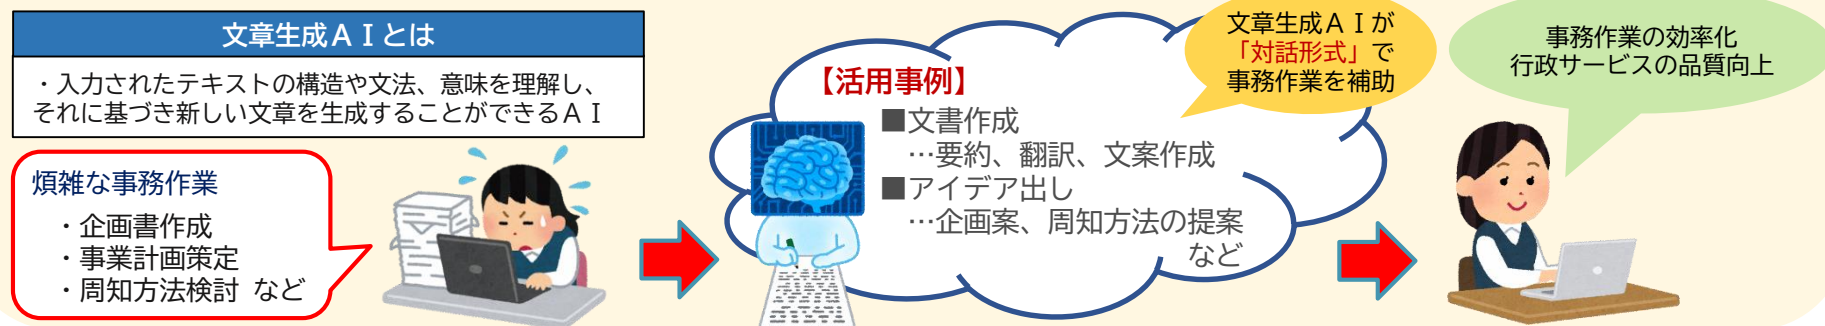 文章生成ＡＩとは
・入力されたテキストの構造や文法、意味を理解し、
それに基づき新しい文章を生成することができるＡＩ
煩雑な事務作業
・企画書作成
・事業計画策定
・周知方法検討 など
【活用事例】
■文書作成
…要約、翻訳、文案作成
■アイデア出し
…企画案、周知方法の提案
など
文章生成ＡＩが
「対話形式」で
事務作業を補助
事務作業の効率化
行政サービスの品質向上